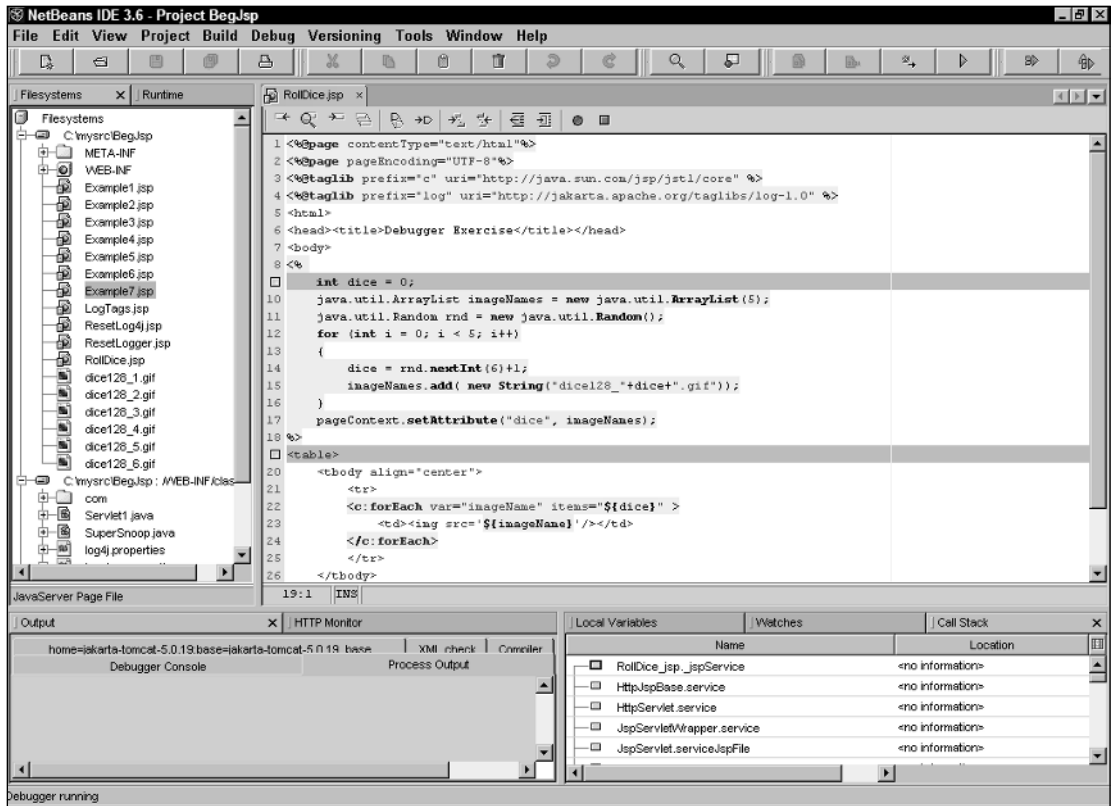 NetBeans IDE 3.6 - Project BegJsp
File Edit View Project Build Debug Versioning Tools Window Help
Filesystems
Runtime
Filesystems
C:\mysrc\BegJsp
META-INF
WEB-INF
Example1.jsp
Example2.jsp
Example3.jsp
Example4.jsp
Example5.jsp
Example6.jsp
Example7.jsp
LogTags.jsp
ResetLog4j.jsp
ResetLogger.jsp
RollDice.jsp
dice128_1.gif
dice128_2.gif
dice128_3.gif
dice128_4.gif
dice128_5.gif
dice128_6.gif
C:\mysrc\BegJsp : /WEB-INF/clas
com
Servlet1.java
SuperSnoop.java
log4j.properties
JavaServer Page File
RollDice.jsp
1 <%@page contentType="text/html"%>
2 <%@page pageEncoding="UTF-8"%>
3 <%@taglib prefix="c" uri="http://java.sun.com/jsp/jstl/core" %>
4 <%@taglib prefix="log" uri="http://jakarta.apache.org/taglibs/log-1.0" %>
5 <html>
6 <head><title>Debugger Exercise</title></head>
7 <body>
8 <%
int dice = 0;
10 java.util.ArrayList imageNames = new java.util.ArrayList(5);
11 java.util.Random rnd = new java.util.Random();
12 for (int i = 0; i < 5; i++)
13 {
14 dice = rnd.nextInt(6)+1;
15 imageNames.add( new String("dice128_"+dice+".gif"));
16 }
17 pageContext.setAttribute("dice", imageNames);
18 %>
<table>
20 <tbody align="center">
21 <tr>
22 <c:forEach var="imageName" items="${dice}" >
23 <td><img src='${imageName}'/></td>
24 </c:forEach>
25 </tr>
26 </tbody>
19:1 INS
Output
HTTP Monitor
home=jakarta-tomcat-5.0.19:base=jakarta-tomcat-5.0.19_base
XML check
Compiler
Debugger Console
Process Output
Local Variables
Watches
Call Stack
Name Location
RollDice_jsp._jspService <no information>
HttpJspBase.service <no information>
HttpServlet.service <no information>
JspServletWrapper.service <no information>
JspServlet.serviceJspFile <no information>
Debugger running